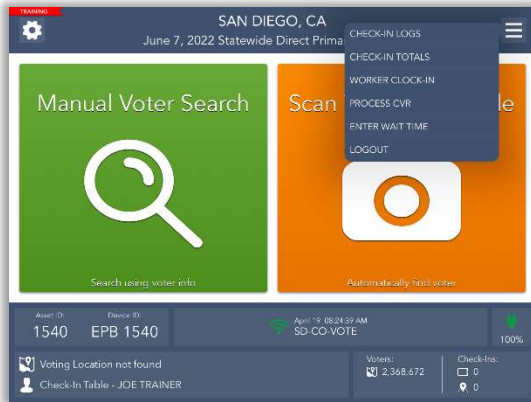 TRAINING
SAN DIEGO, CA
June 7, 2022 Statewide Direct Prima
CHECK-IN LOGS
CHECK-IN TOTALS
WORKER CLOCK-IN
PROCESS CVR
ENTER WAIT TIME
LOGOUT
Manual Voter Search
Scan
le
Search using voter info
Automatically find voter
Asset ID:
1540
Device ID:
EPB 1540
April 19 08:24:39 AM
SD-CO-VOTE
100%
Voting Location not found
Check-In Table - JOE TRAINER
Voters:
2,368,672
Check-Ins:
0
0